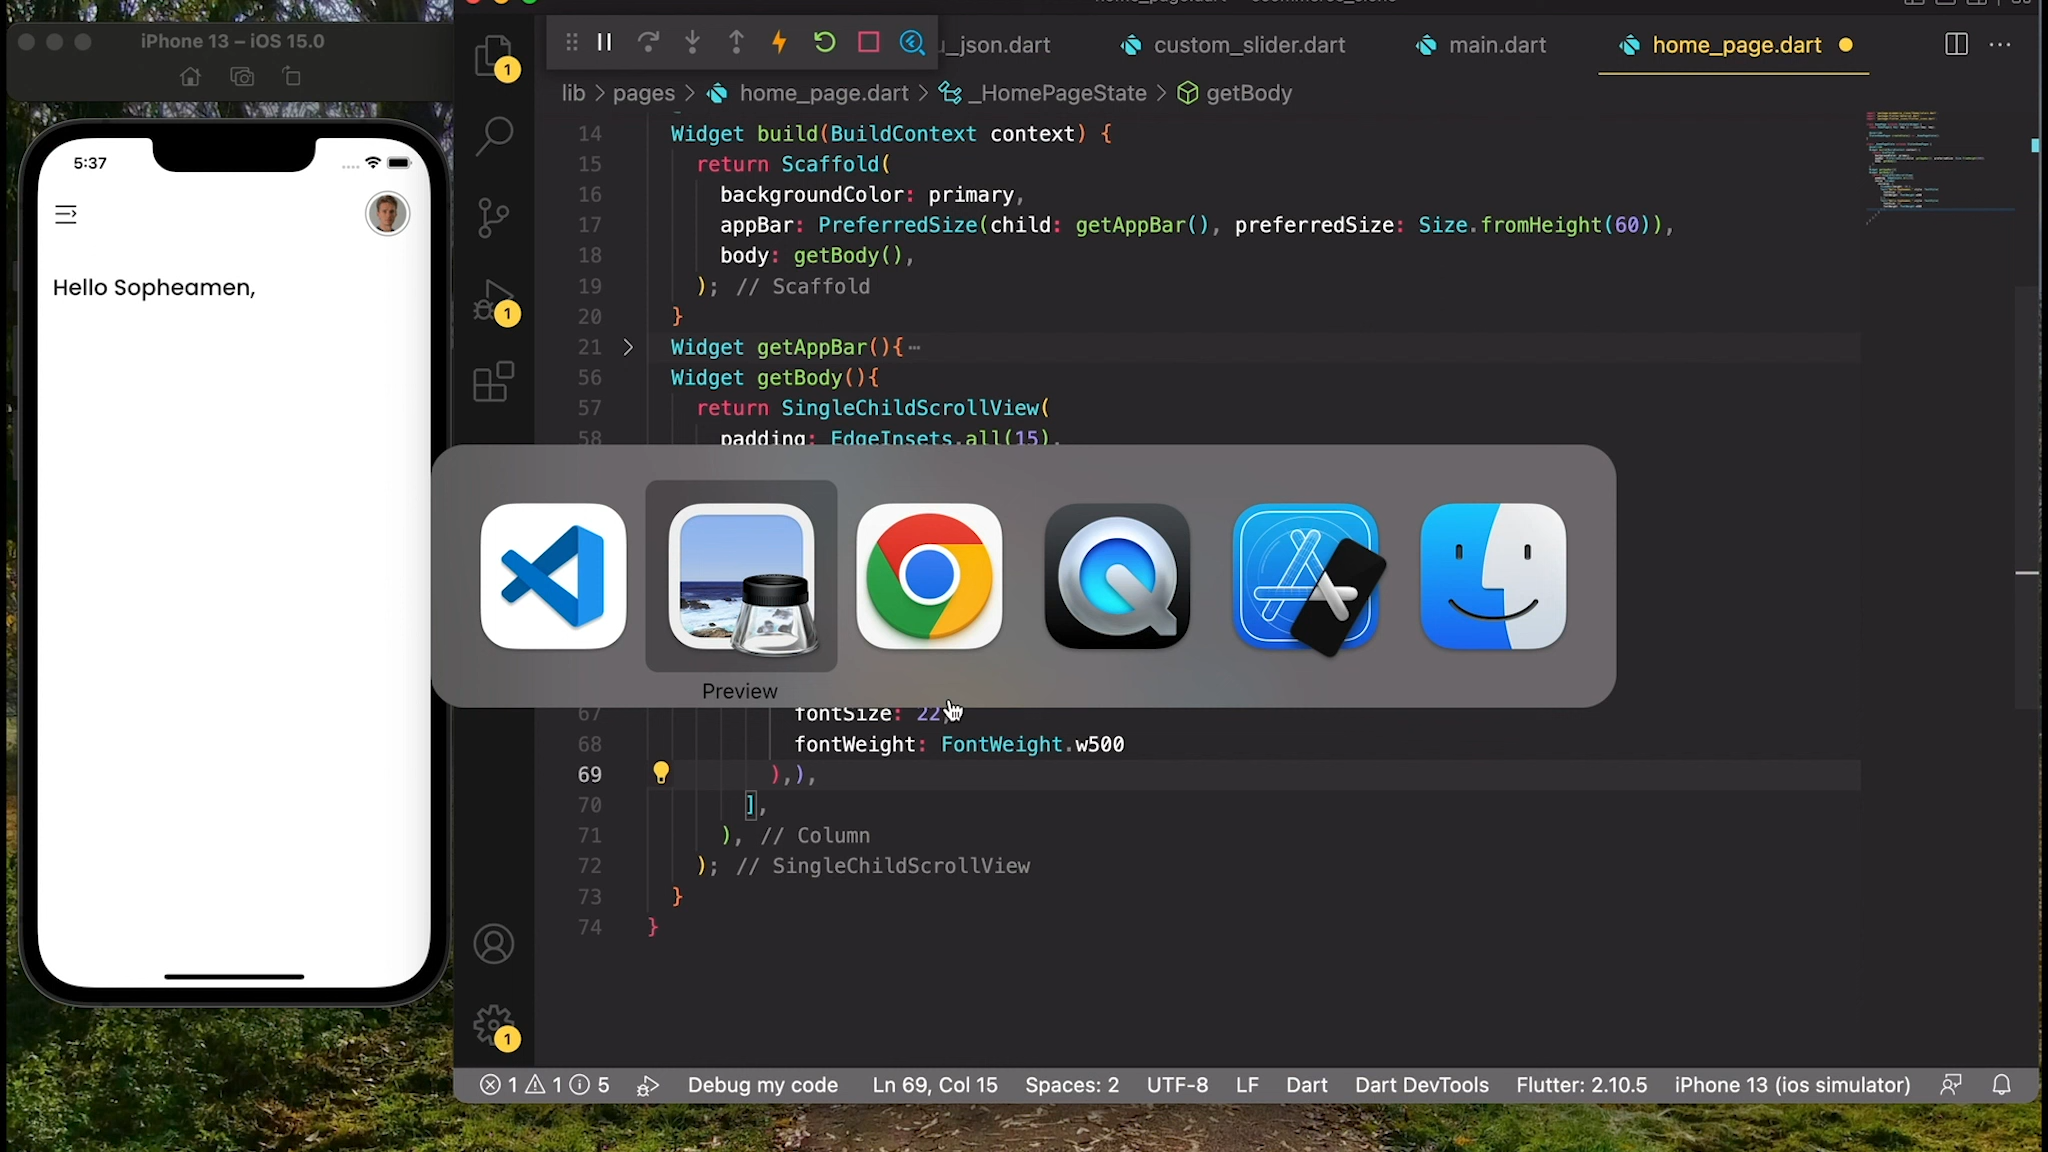 iPhone 13 – iOS 15.0
5:37
Hello Sopheamen,
u_json.dart
custom_slider.dart
main.dart
home_page.dart
lib > pages > home_page.dart > _HomePageState > getBody
14 Widget build(BuildContext context) {
15 return Scaffold(
16 backgroundColor: primary,
17 appBar: PreferredSize(child: getAppBar(), preferredSize: Size.fromHeight(60)),
18 body: getBody(),
19 ); // Scaffold
20 }
21 Widget getAppBar(){⋯
56 Widget getBody(){
57 return SingleChildScrollView(
58 padding: EdgeInsets.all(15),
Preview
67 fontSize: 22,
68 fontWeight: FontWeight.w500
69 ),),
70 ],
71 ), // Column
72 ); // SingleChildScrollView
73 }
74 }
1
1
1
1 1 5 Debug my code Ln 69, Col 15 Spaces: 2 UTF-8 LF Dart Dart DevTools Flutter: 2.10.5 iPhone 13 (ios simulator)